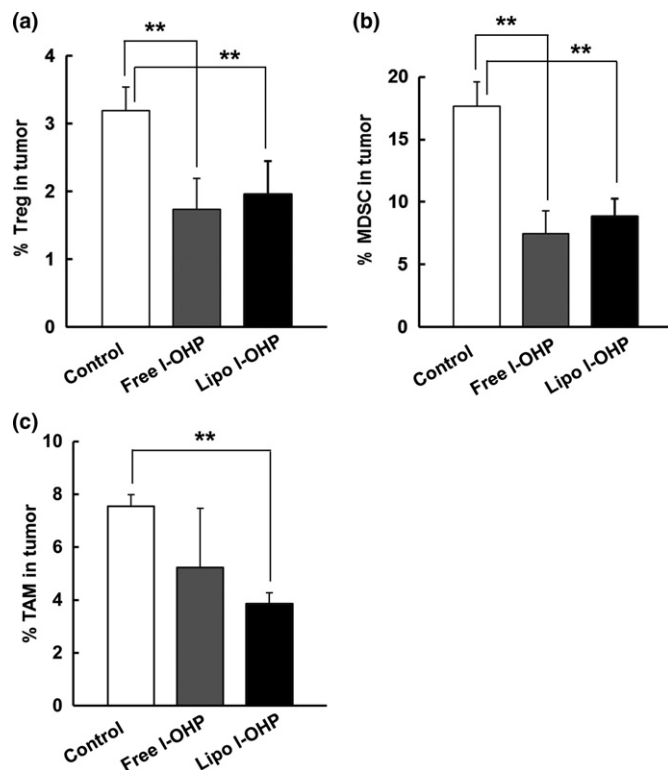 (a)
**
**
% Treg in tumor
4
3
2
1
0
Control
Free l-OHP
Lipo l-OHP
(b)
**
**
% MDSC in tumor
20
15
10
5
0
Control
Free l-OHP
Lipo l-OHP
(c)
**
% TAM in tumor
10
8
6
4
2
0
Control
Free l-OHP
Lipo l-OHP